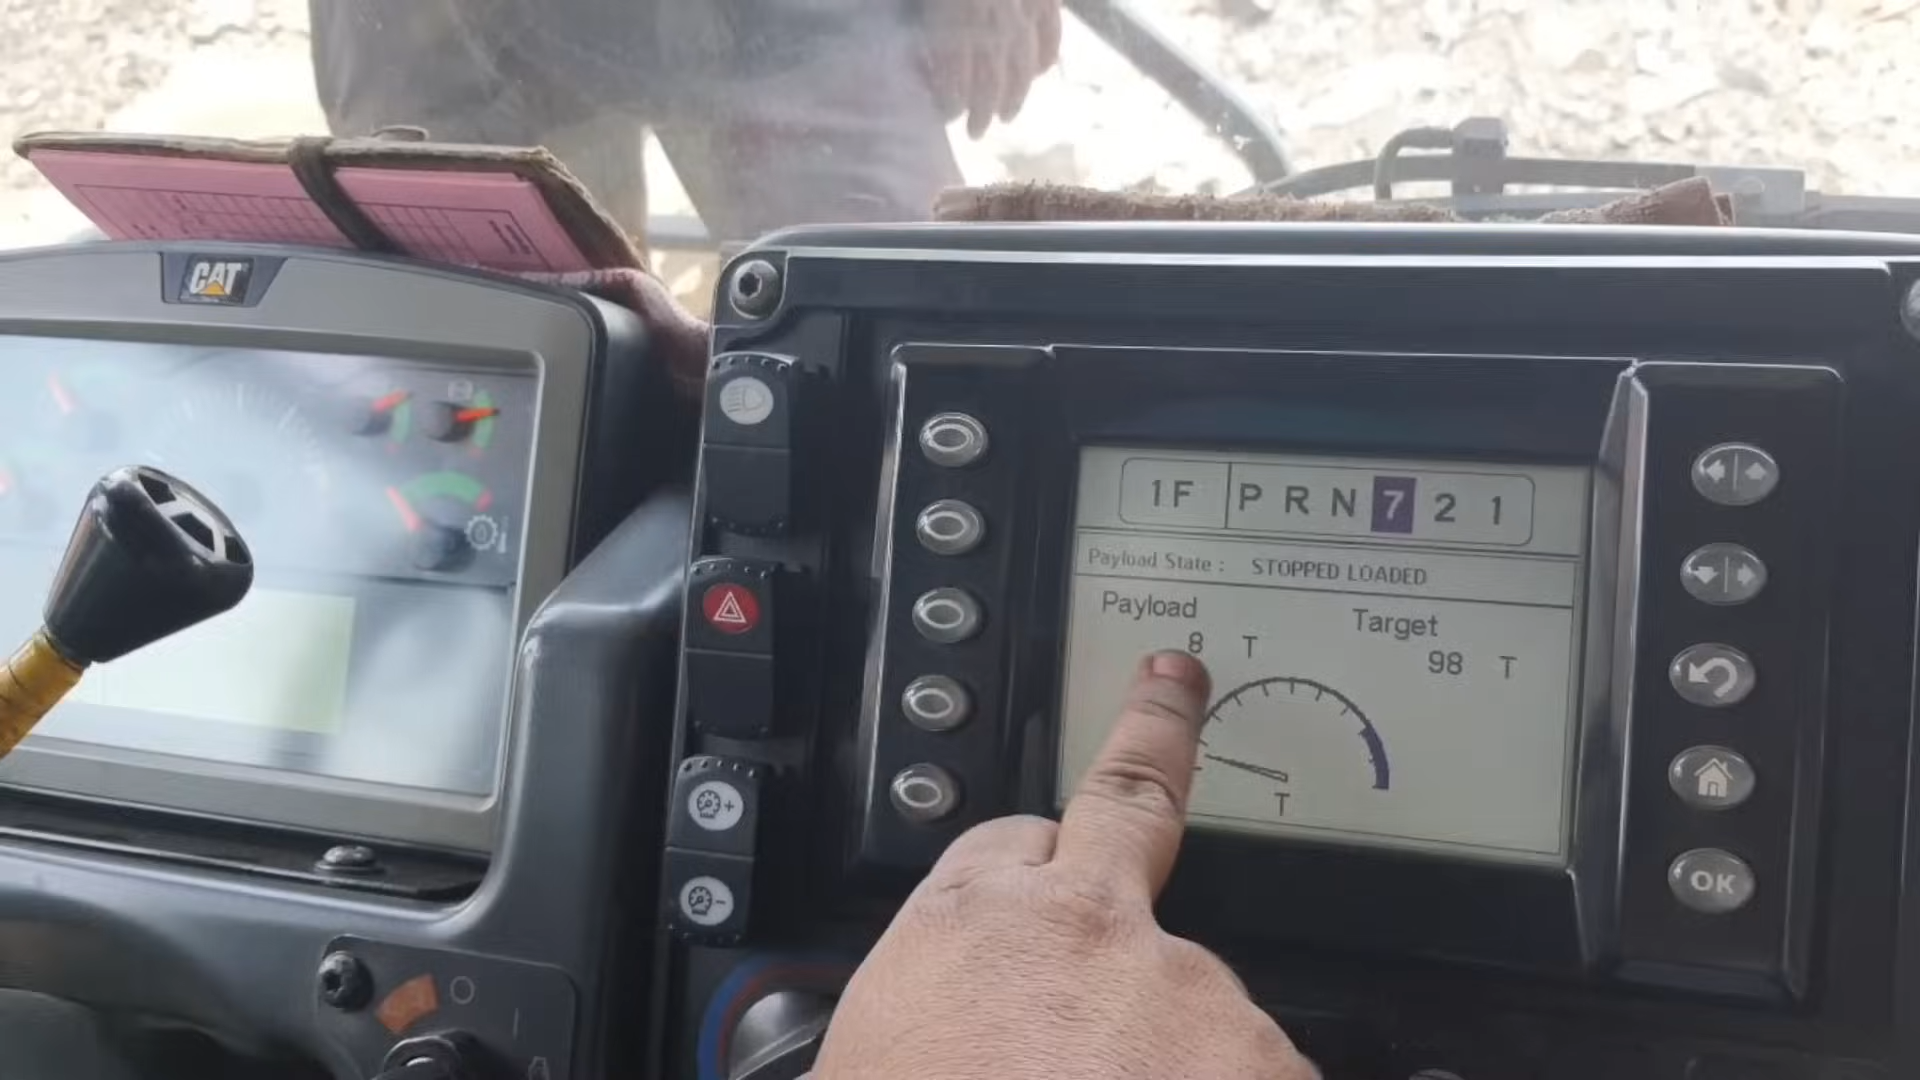 CAT
1F P R N 7 2 1
Payload State : STOPPED LOADED
Payload Target
8 T 98 T
T
OK